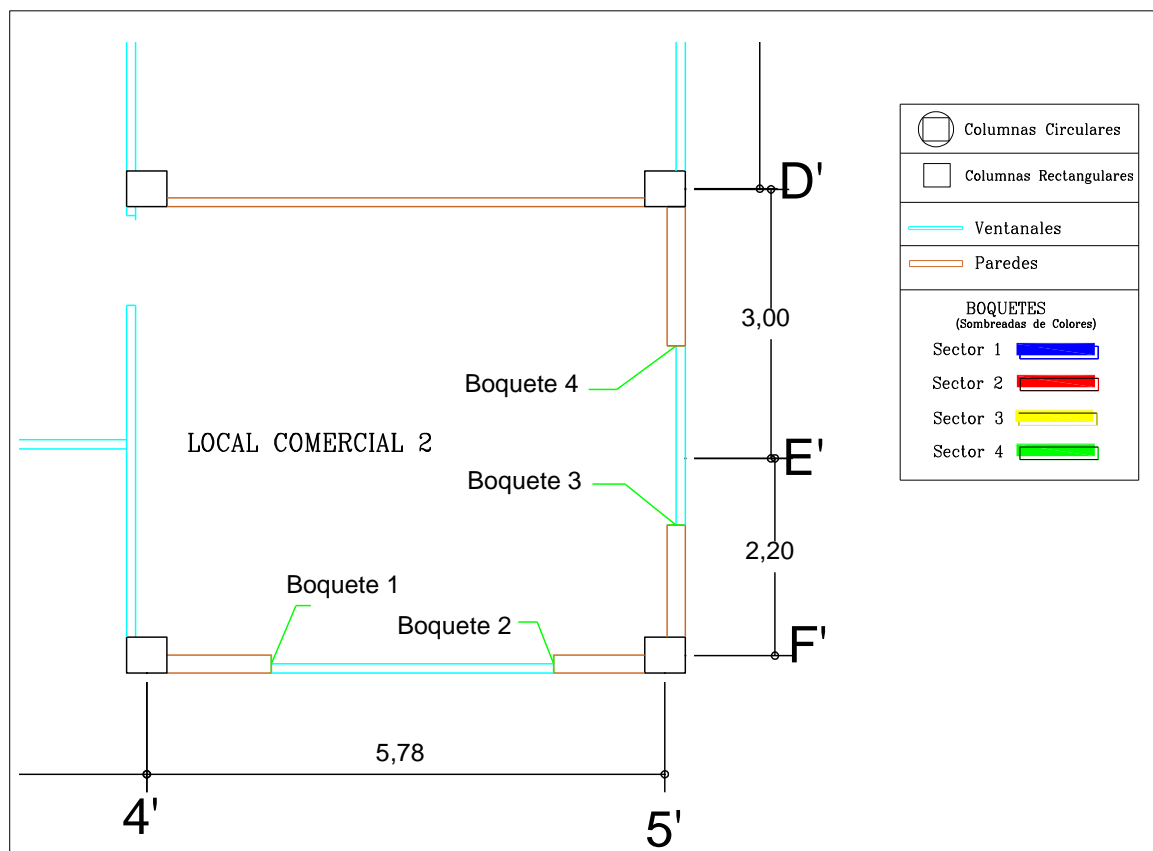 Columnas Circulares
Columnas Rectangulares
Ventanales
Paredes
BOQUETES
(Sombreadas de Colores)
Sector 1
Sector 2
Sector 3
Sector 4
D'
3,00
Boquete 4
LOCAL COMERCIAL 2
E'
Boquete 3
2,20
Boquete 1
Boquete 2
F'
5,78
4'
5'